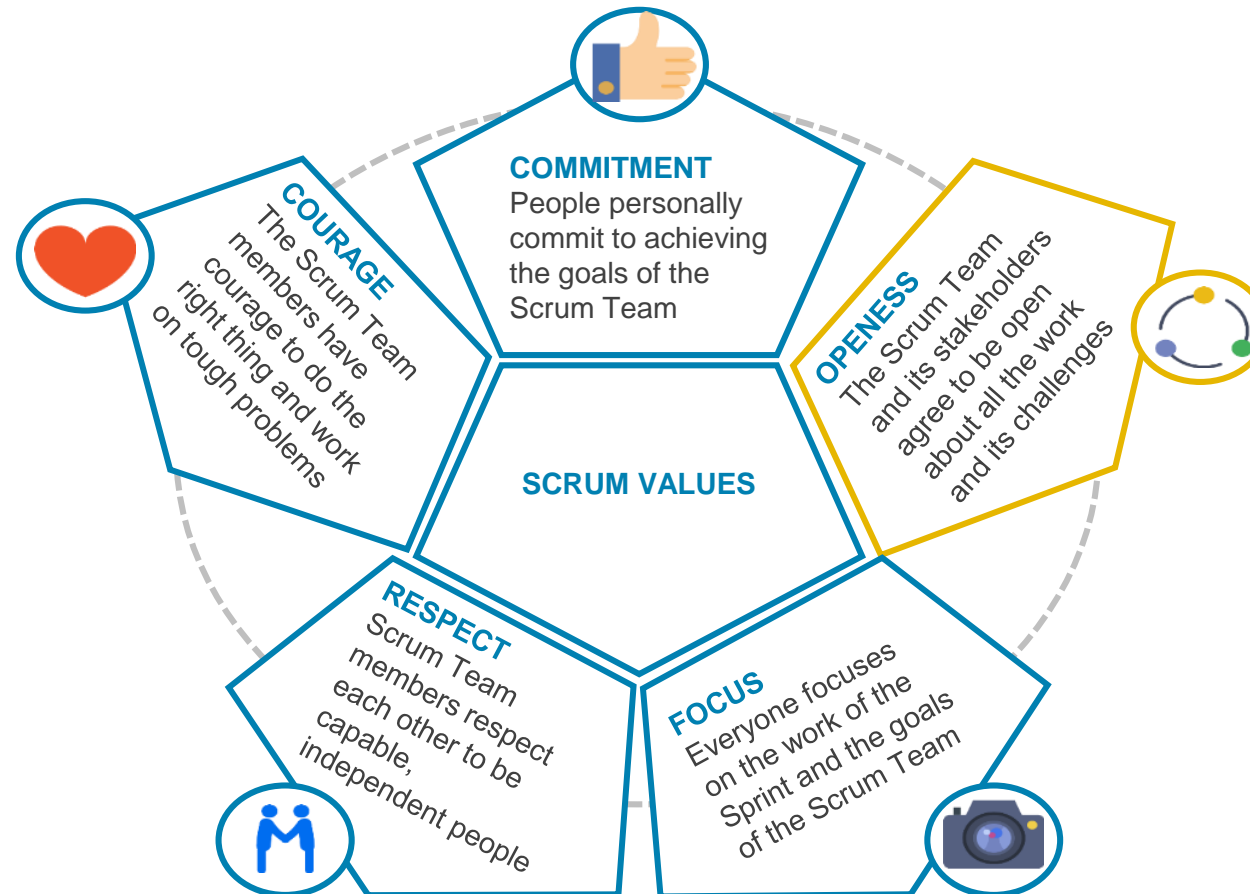 COMMITMENT
People personally
commit to achieving
the goals of the
Scrum Team
OPENESS
The Scrum Team
and its stakeholders
agree to be open
about all the work
and its challenges
FOCUS
Everyone focuses
on the work of the
Sprint and the goals
of the Scrum Team
RESPECT
Scrum Team
members respect
each other to be
capable,
independent people
COURAGE
The Scrum Team
members have
courage to do the
right thing and work
on tough problems
SCRUM VALUES